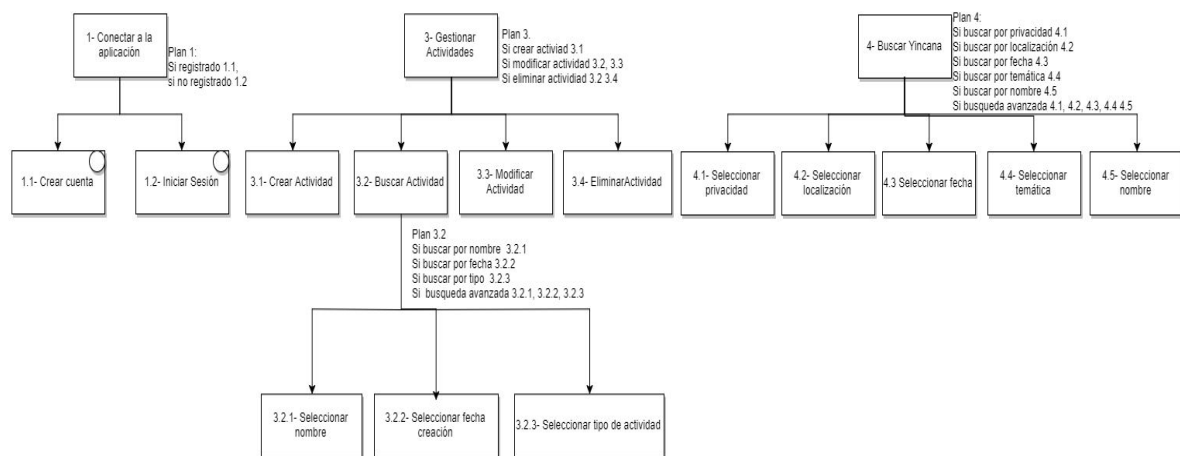 1- Conectar a la
aplicación
Plan 1:
Si registrado 1.1,
si no registrado 1.2
1.1- Crear cuenta
1.2- Iniciar Sesión
3- Gestionar
Actividades
Plan 3.
Si crear activiad 3.1
Si modificar actividad 3.2, 3.3
Si eliminar actividad 3.2 3.4
3.1- Crear Actividad
3.2- Buscar Actividad
3.3- Modificar
Actividad
3.4- EliminarActividad
Plan 3.2
Si buscar por nombre 3.2.1
Si buscar por fecha 3.2.2
Si buscar por tipo 3.2.3
Si busqueda avanzada 3.2.1, 3.2.2, 3.2.3
3.2.1- Seleccionar
nombre
3.2.2- Seleccionar fecha
creación
3.2.3- Seleccionar tipo de actividad
4- Buscar Yincana
Plan 4:
Si buscar por privacidad 4.1
Si buscar por localización 4.2
Si buscar por fecha 4.3
Si buscar por temática 4.4
Si buscar por nombre 4.5
Si busqueda avanzada 4.1, 4.2, 4.3, 4.4 4.5
4.1- Seleccionar
privacidad
4.2- Seleccionar
localización
4.3 Seleccionar fecha
4.4- Seleccionar
temática
4.5- Seleccionar
nombre